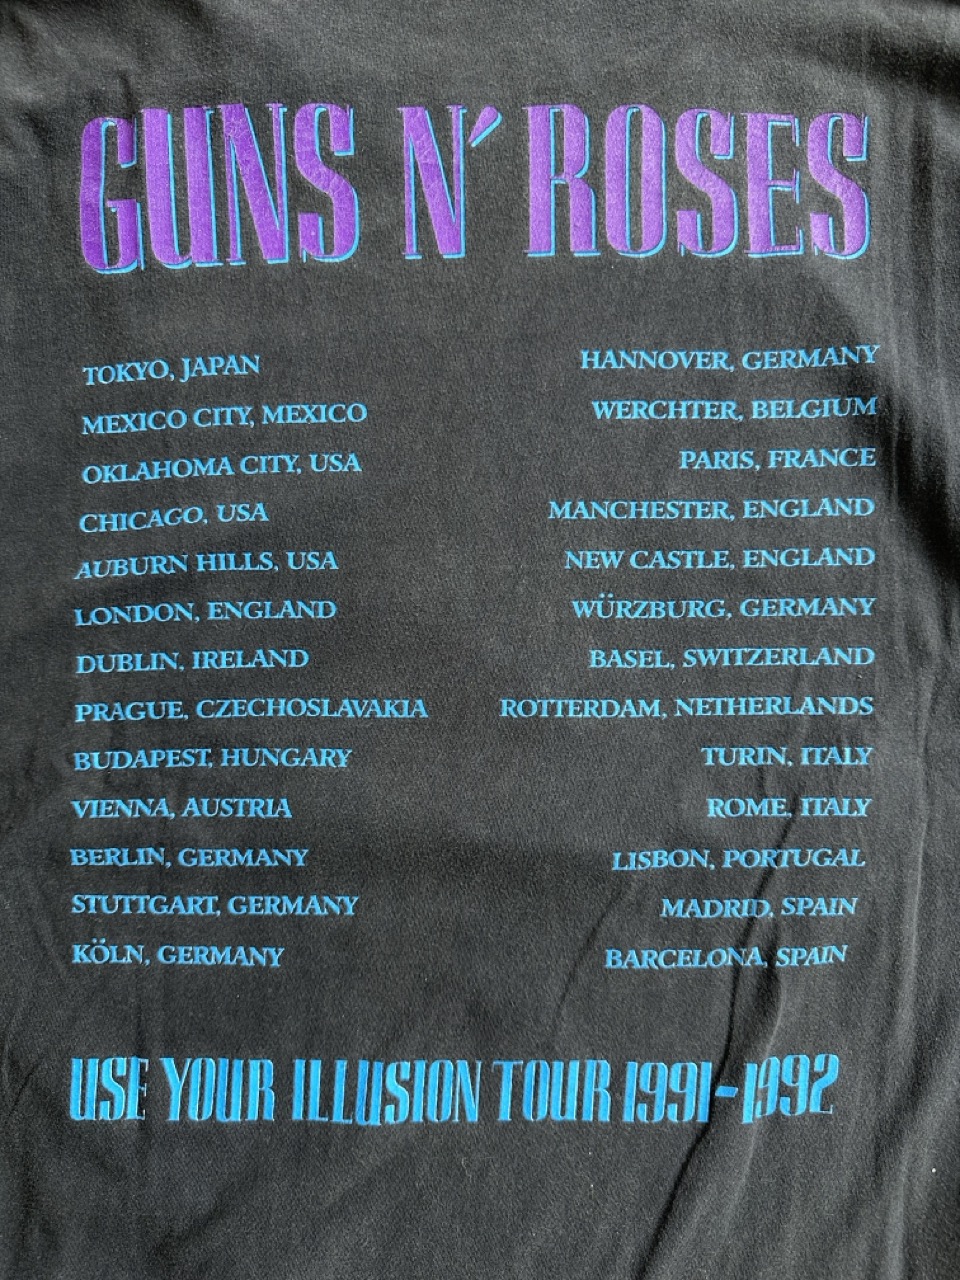 GUNS N' ROSES
TOKYO, JAPAN
MEXICO CITY, MEXICO
OKLAHOMA CITY, USA
CHICAGO, USA
AUBURN HILLS, USA
LONDON, ENGLAND
DUBLIN, IRELAND
PRAGUE, CZECHOSLAVAKIA
BUDAPEST, HUNGARY
VIENNA, AUSTRIA
BERLIN, GERMANY
STUTTGART, GERMANY
KÖLN, GERMANY
HANNOVER, GERMANY
WERCHTER, BELGIUM
PARIS, FRANCE
MANCHESTER, ENGLAND
NEW CASTLE, ENGLAND
WÜRZBURG, GERMANY
BASEL, SWITZERLAND
ROTTERDAM, NETHERLANDS
TURIN, ITALY
ROME, ITALY
LISBON, PORTUGAL
MADRID, SPAIN
BARCELONA, SPAIN
USE YOUR ILLUSION TOUR 1991-1992